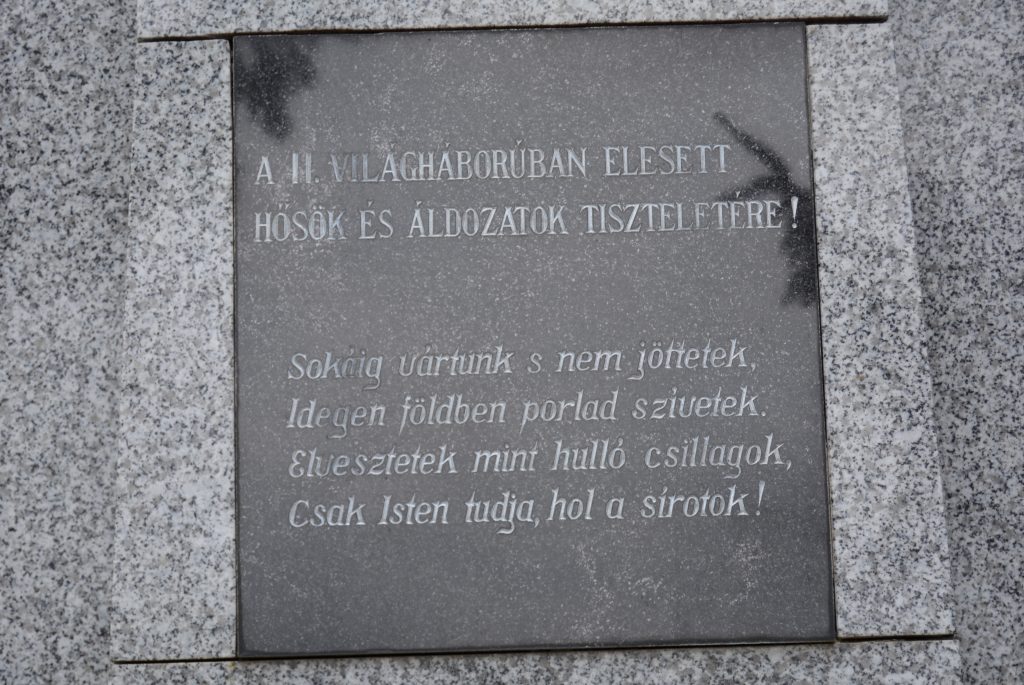 A II. VILÁGHÁBORÚBAN ELESETT
HŐSÖK ÉS ÁLDOZATOK TISZTELETÉRE!
Sokáig vártunk s nem jöttetek,
Idegen földben porlad szivetek.
Elvesztetek mint hulló csillagok,
Csak Isten tudja, hol a sírotok!